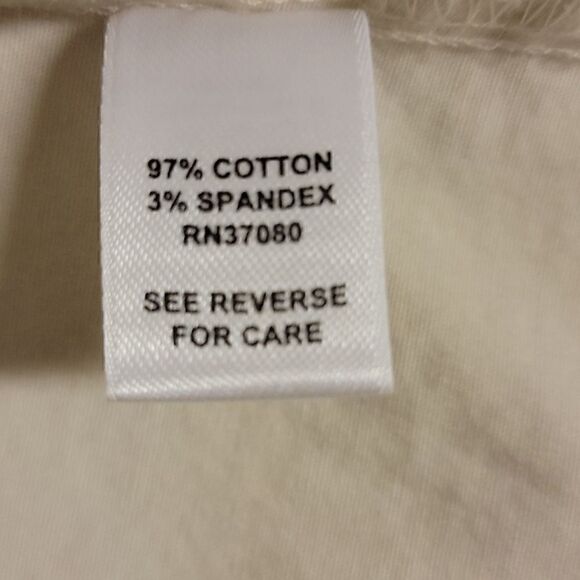 97% COTTON
3% SPANDEX
RN37080
SEE REVERSE
FOR CARE